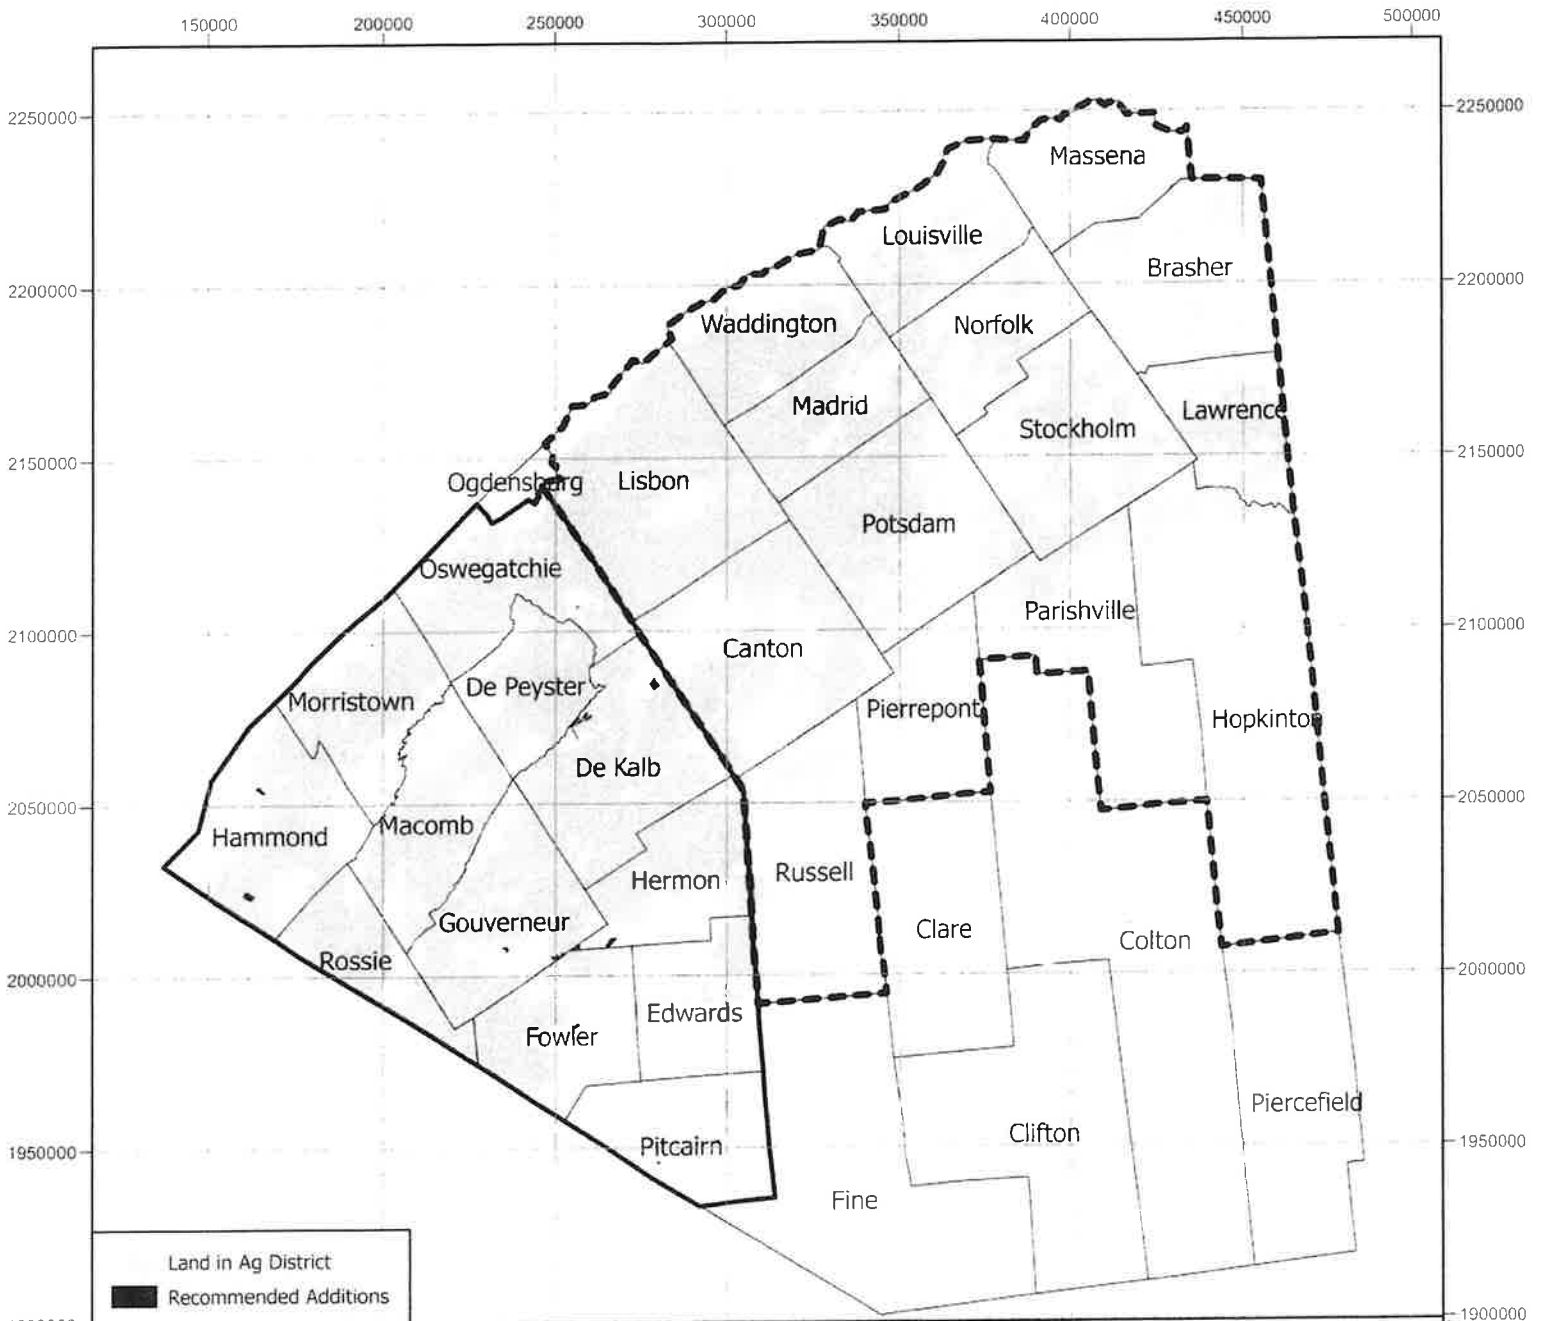 150000 200000 250000 300000 350000 400000 450000 500000
2250000 2250000
Massena
Louisville
Brasher
2200000 2200000
Waddington
Norfolk
Madrid
Lawrence
Stockholm
2150000 2150000
Ogdensburg
Lisbon
Potsdam
Oswegatchie
Parishville
2100000 2100000
Canton
De Peyster
Morristown
Pierrepont
Hopkinton
De Kalb
2050000 2050000
Macomb
Hammond
Russell
Hermon
Gouverneur
Clare
Colton
Rossie
2000000 2000000
Edwards
Fowler
Piercefield
Clifton
Pitcairn
1950000 1950000
Fine
Land in Ag District
Recommended Additions
1900000